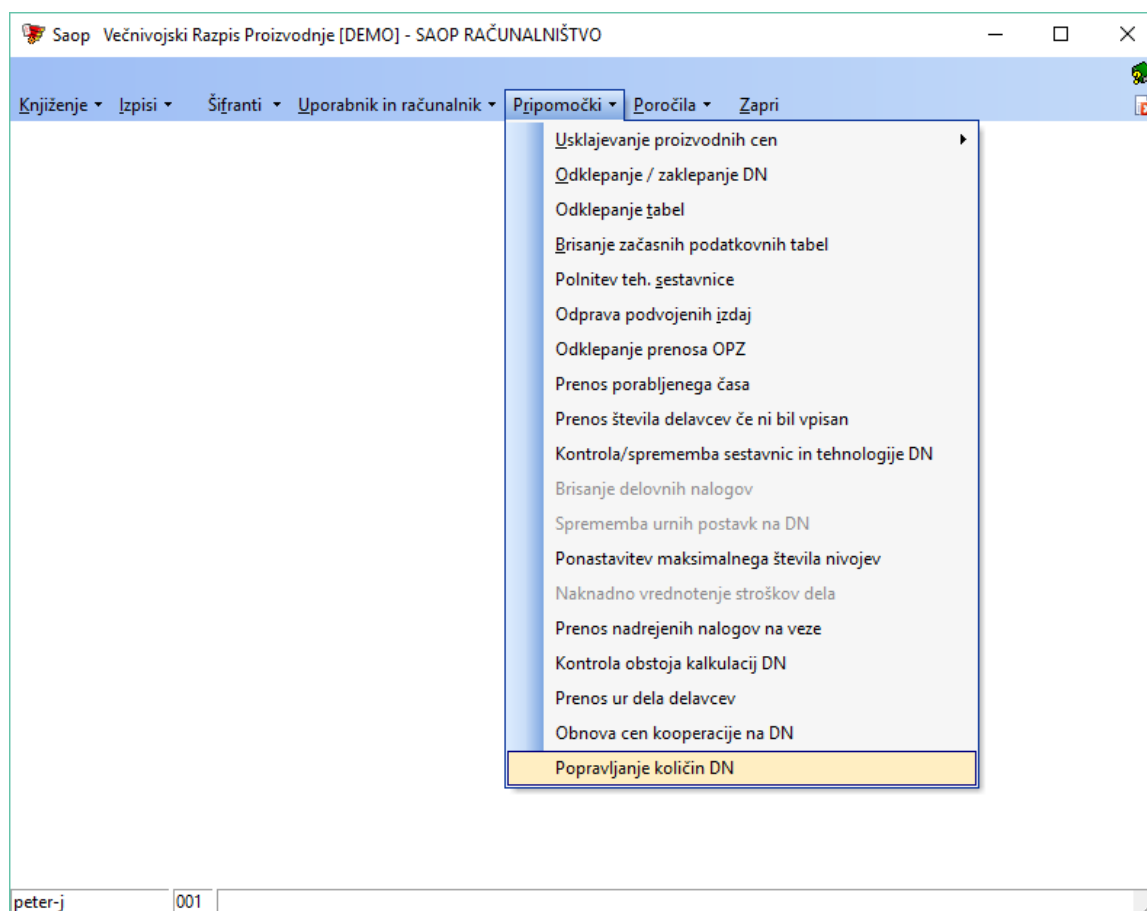 Saop Večnivojski Razpis Proizvodnje [DEMO] - SAOP RAČUNALNIŠTVO
Knjiženje Izpisi Šifranti Uporabnik in računalnik Pripomočki Poročila Zapri
Usklajevanje proizvodnih cen
Odklepanje / zaklepanje DN
Odklepanje tabel
Brisanje začasnih podatkovnih tabel
Polnitev teh. sestavnice
Odprava podvojenih izdaj
Odklepanje prenosa OPZ
Prenos porabljenega časa
Prenos števila delavcev če ni bil vpisan
Kontrola/sprememba sestavnic in tehnologije DN
Brisanje delovnih nalogov
Sprememba urnih postavk na DN
Ponastavitev maksimalnega števila nivojev
Naknadno vrednotenje stroškov dela
Prenos nadrejenih nalogov na veze
Kontrola obstoja kalkulacij DN
Prenos ur dela delavcev
Obnova cen kooperacije na DN
Popravljanje količin DN
peter-j 001